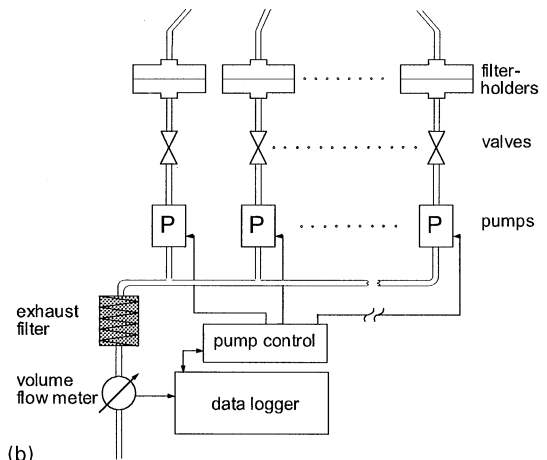 filter-
holders
valves
P
P
P
pumps
exhaust
filter
pump control
volume
flow meter
data logger
(b)